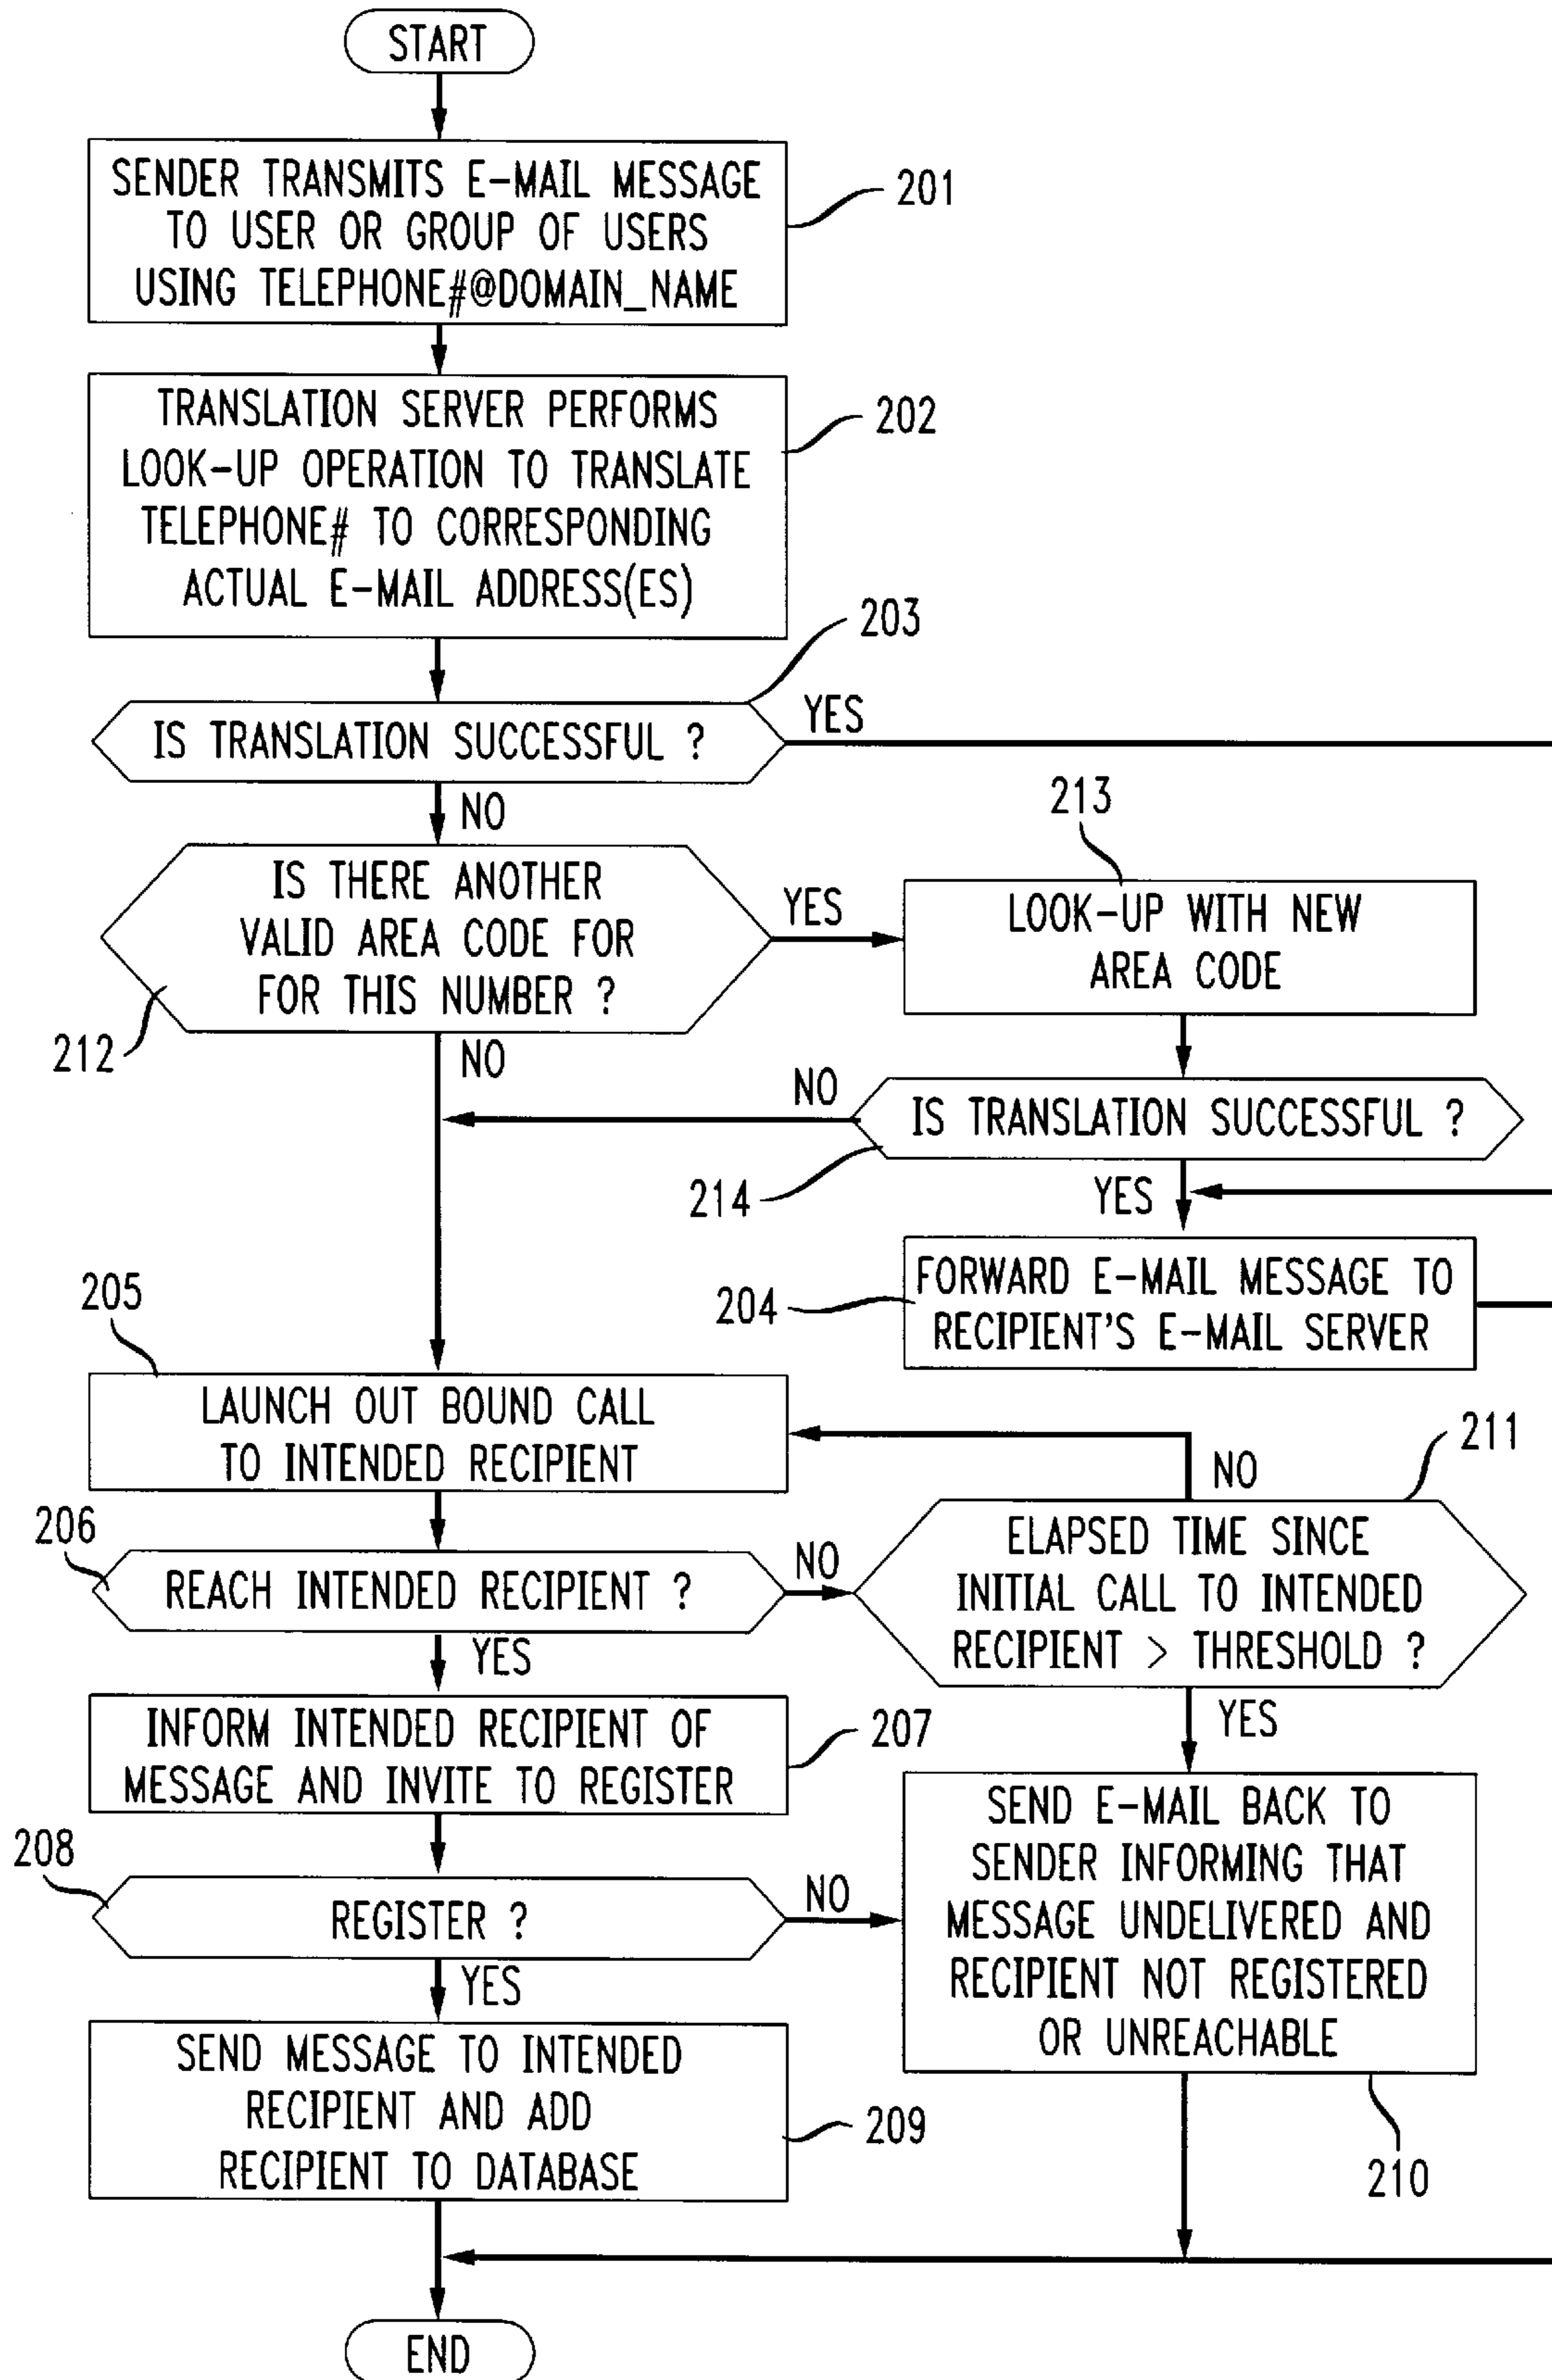 START
SENDER TRANSMITS E-MAIL MESSAGE
TO USER OR GROUP OF USERS
USING TELEPHONE#@DOMAIN_NAME
201
TRANSLATION SERVER PERFORMS
LOOK-UP OPERATION TO TRANSLATE
TELEPHONE# TO CORRESPONDING
ACTUAL E-MAIL ADDRESS(ES)
202
203
IS TRANSLATION SUCCESSFUL ?
YES
NO
IS THERE ANOTHER
VALID AREA CODE FOR
FOR THIS NUMBER ?
212
YES
NO
213
LOOK-UP WITH NEW
AREA CODE
NO
IS TRANSLATION SUCCESSFUL ?
214
YES
204
FORWARD E-MAIL MESSAGE TO
RECIPIENT'S E-MAIL SERVER
205
LAUNCH OUT BOUND CALL
TO INTENDED RECIPIENT
206
REACH INTENDED RECIPIENT ?
NO
YES
211
NO
ELAPSED TIME SINCE
INITIAL CALL TO INTENDED
RECIPIENT > THRESHOLD ?
YES
INFORM INTENDED RECIPIENT OF
MESSAGE AND INVITE TO REGISTER
207
208
REGISTER ?
NO
YES
SEND E-MAIL BACK TO
SENDER INFORMING THAT
MESSAGE UNDELIVERED AND
RECIPIENT NOT REGISTERED
OR UNREACHABLE
210
SEND MESSAGE TO INTENDED
RECIPIENT AND ADD
RECIPIENT TO DATABASE
209
END